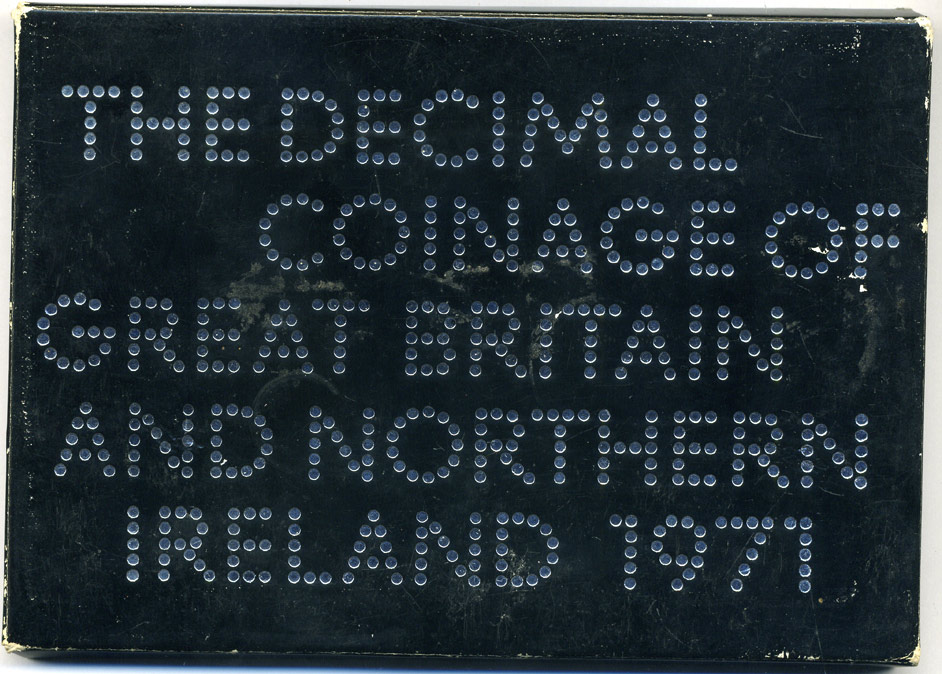 THE DECIMAL
COINAGE OF
GREAT BRITAIN
AND NORTHERN
IRELAND 1971